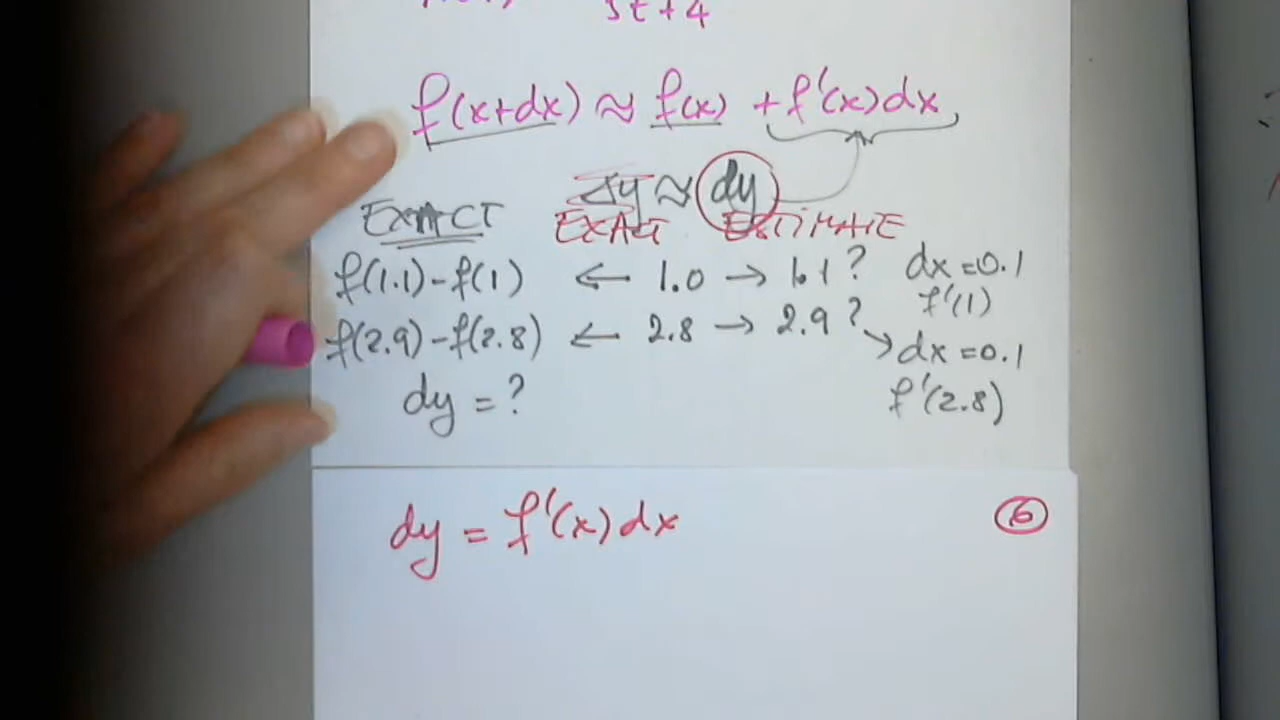 3t+4
f(x+dx) ≈ f(x) + f'(x)dx
Δy ≈ dy
EXACT EXACT ESTIMATE
f(1.1)-f(1) ← 1.0 → 1.1? dx=0.1
f'(1)
f(2.9)-f(2.8) ← 2.8 → 2.9? → dx=0.1
dy=? f'(2.8)
dy = f'(x)dx 6